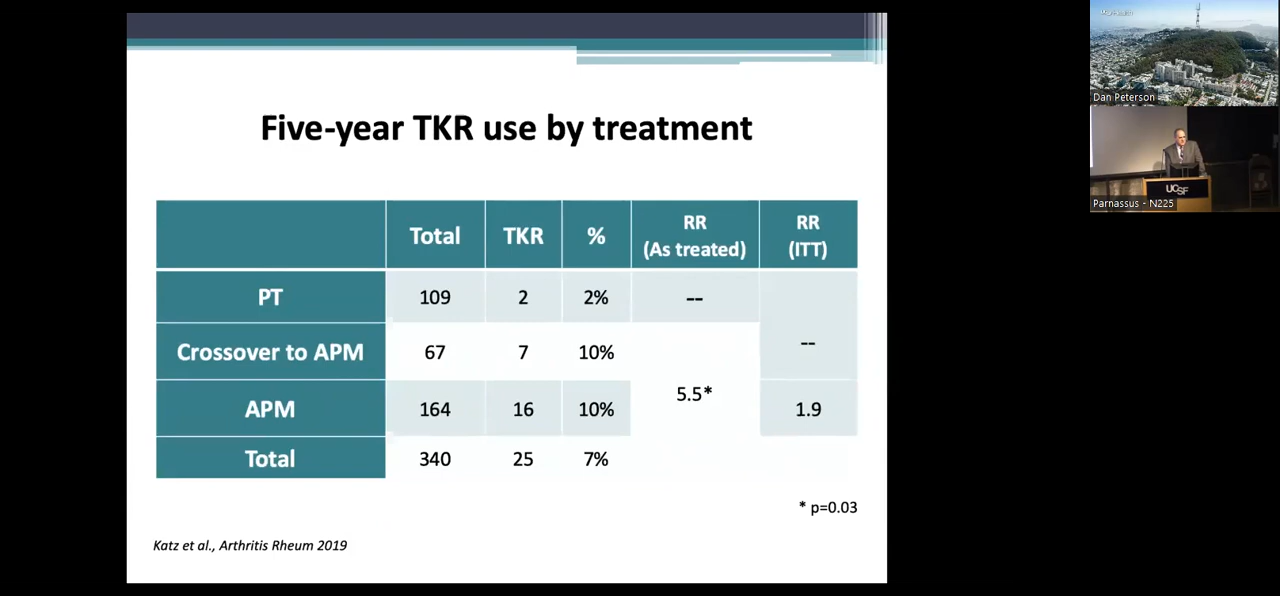 Five-year TKR use by treatment
Total TKR % RR (As treated) RR (ITT)
PT 109 2 2% -- --
Crossover to APM 67 7 10%
APM 164 16 10% 5.5* 1.9
Total 340 25 7%
* p=0.03
Katz et al., Arthritis Rheum 2019
Dan Peterson
UCSF
Parnassus - N225